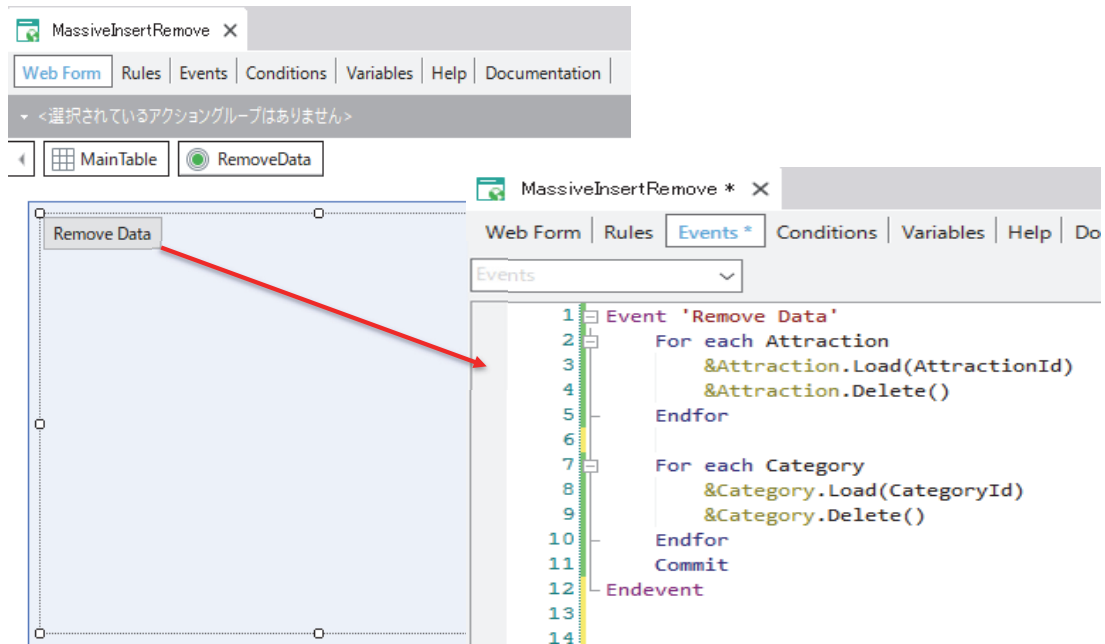 MassiveInsertRemove
Web Form Rules Events Conditions Variables Help Documentation
<選択されているアクショングループはありません>
MainTable RemoveData
Remove Data
MassiveInsertRemove *
Web Form Rules Events * Conditions Variables Help Do
Events
1 Event 'Remove Data'
2 For each Attraction
3 &Attraction.Load(AttractionId)
4 &Attraction.Delete()
5 Endfor
6
7 For each Category
8 &Category.Load(CategoryId)
9 &Category.Delete()
10 Endfor
11 Commit
12 Endevent
13
14